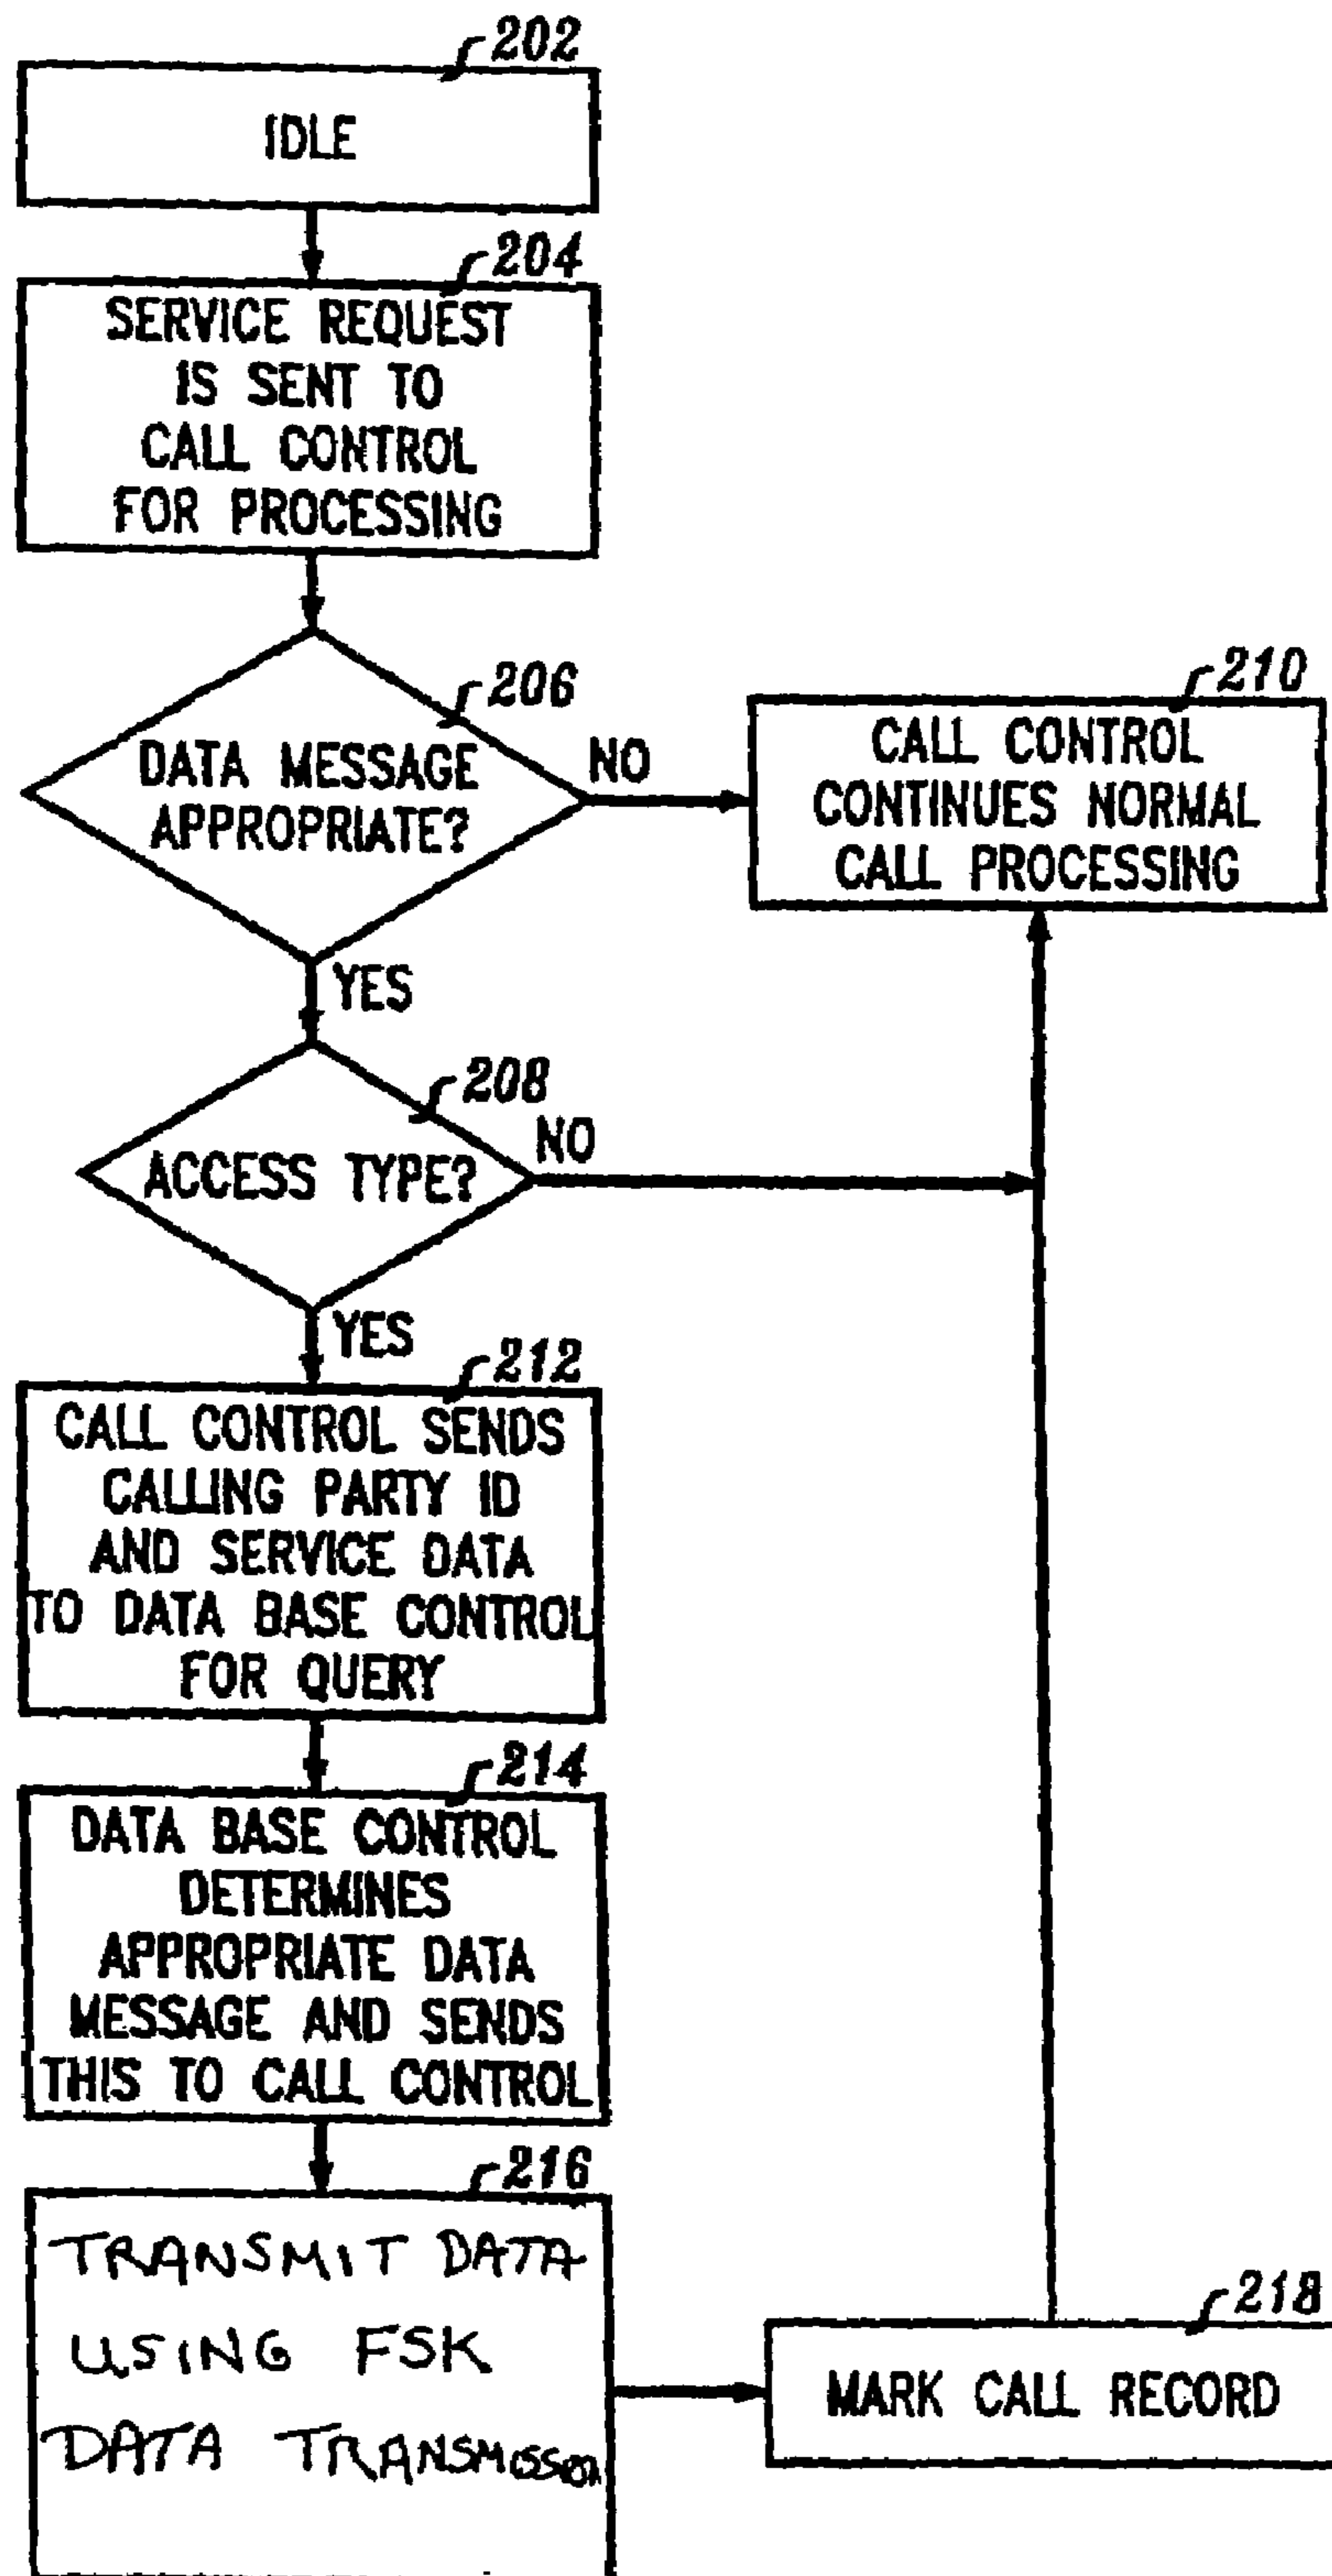 202
IDLE
204
SERVICE REQUEST
IS SENT TO
CALL CONTROL
FOR PROCESSING
206
DATA MESSAGE
APPROPRIATE?
NO
210
CALL CONTROL
CONTINUES NORMAL
CALL PROCESSING
YES
208
ACCESS TYPE?
NO
YES
212
CALL CONTROL SENDS
CALLING PARTY ID
AND SERVICE DATA
TO DATA BASE CONTROL
FOR QUERY
214
DATA BASE CONTROL
DETERMINES
APPROPRIATE DATA
MESSAGE AND SENDS
THIS TO CALL CONTROL
216
TRANSMIT DATA
USING FSK
DATA TRANSMISSION
218
MARK CALL RECORD